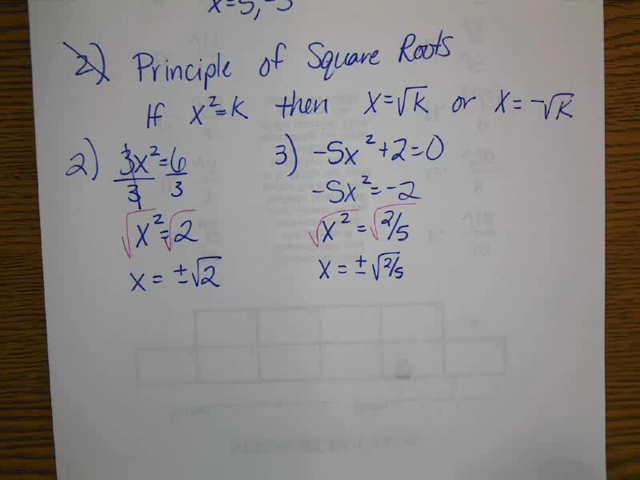 x=5,-5
2) Principle of Square Roots
If x²=k then x=√k or x=-√k
2) 3x²=6
3 3
√x²=√2
x=±√2
3) -5x²+2=0
-5x²=-2
√x²=√2/5
x=±√2/5